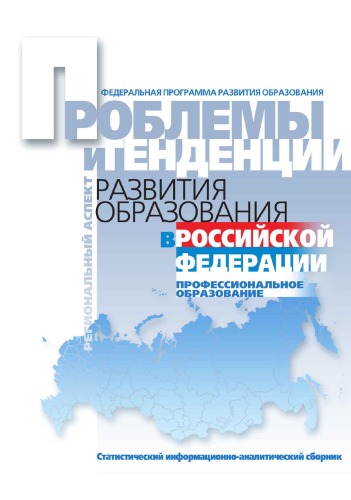 ФЕДЕРАЛЬНАЯ ПРОГРАММА РАЗВИТИЯ ОБРАЗОВАНИЯ
ПРОБЛЕМЫ
И ТЕНДЕНЦИИ
РАЗВИТИЯ
ОБРАЗОВАНИЯ
В РОССИЙСКОЙ
ФЕДЕРАЦИИ
ПРОФЕССИОНАЛЬНОЕ
ОБРАЗОВАНИЕ
РЕГИОНАЛЬНЫЙ АСПЕКТ
Статистический информационно-аналитический сборник